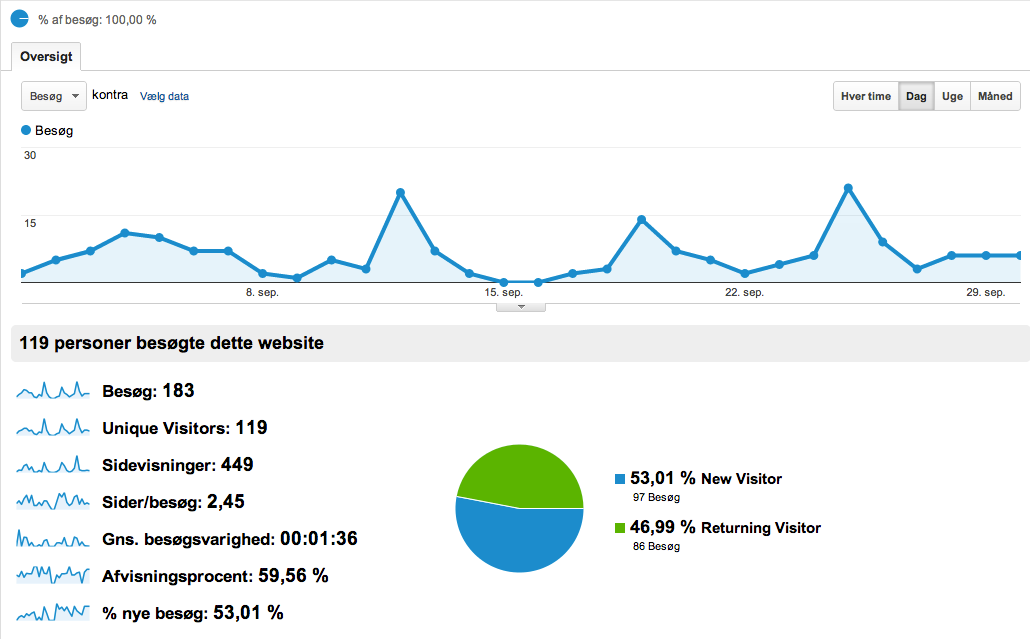 % af besøg: 100,00 %
Oversigt
Besøg kontra Vælg data Hver time Dag Uge Måned
Besøg
30
15
8. sep. 15. sep. 22. sep. 29. sep.
119 personer besøgte dette website
Besøg: 183
Unique Visitors: 119
Sidevisninger: 449
Sider/besøg: 2,45
Gns. besøgsvarighed: 00:01:36
Afvisningsprocent: 59,56 %
% nye besøg: 53,01 %
53,01 % New Visitor
97 Besøg
46,99 % Returning Visitor
86 Besøg